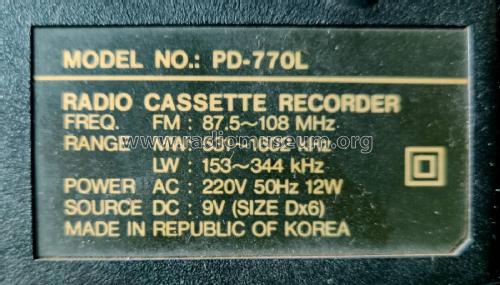 MODEL NO.: PD-770L
RADIO CASSETTE RECORDER
FREQ. FM : 87.5~108 MHz
RANGE kHz
LW : 153~344 kHz
POWER AC : 220V 50Hz 12W
SOURCE DC : 9V (SIZE Dx6)
MADE IN REPUBLIC OF KOREA
www.radiomuseum.org